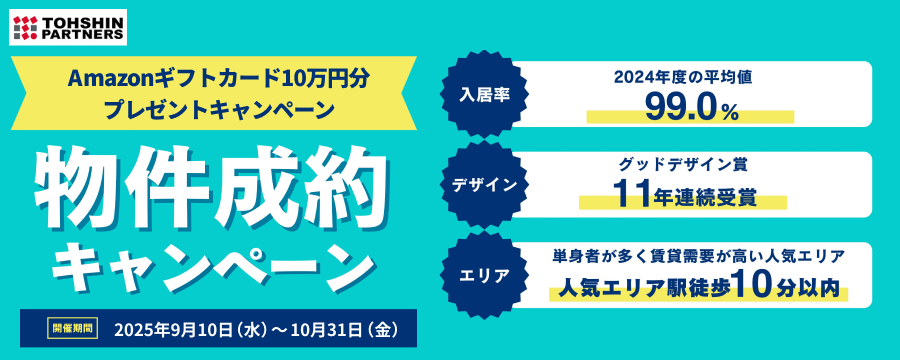 TOHSHIN
PARTNERS
Amazonギフトカード10万円分
プレゼントキャンペーン
物件成約
キャンペーン
開催期間 2025年9月10日（水）～10月31日（金）
入居率
2024年度の平均値
99.0%
デザイン
グッドデザイン賞
11年連続受賞
エリア
単身者が多く賃貸需要が高い人気エリア
人気エリア駅徒歩10分以内